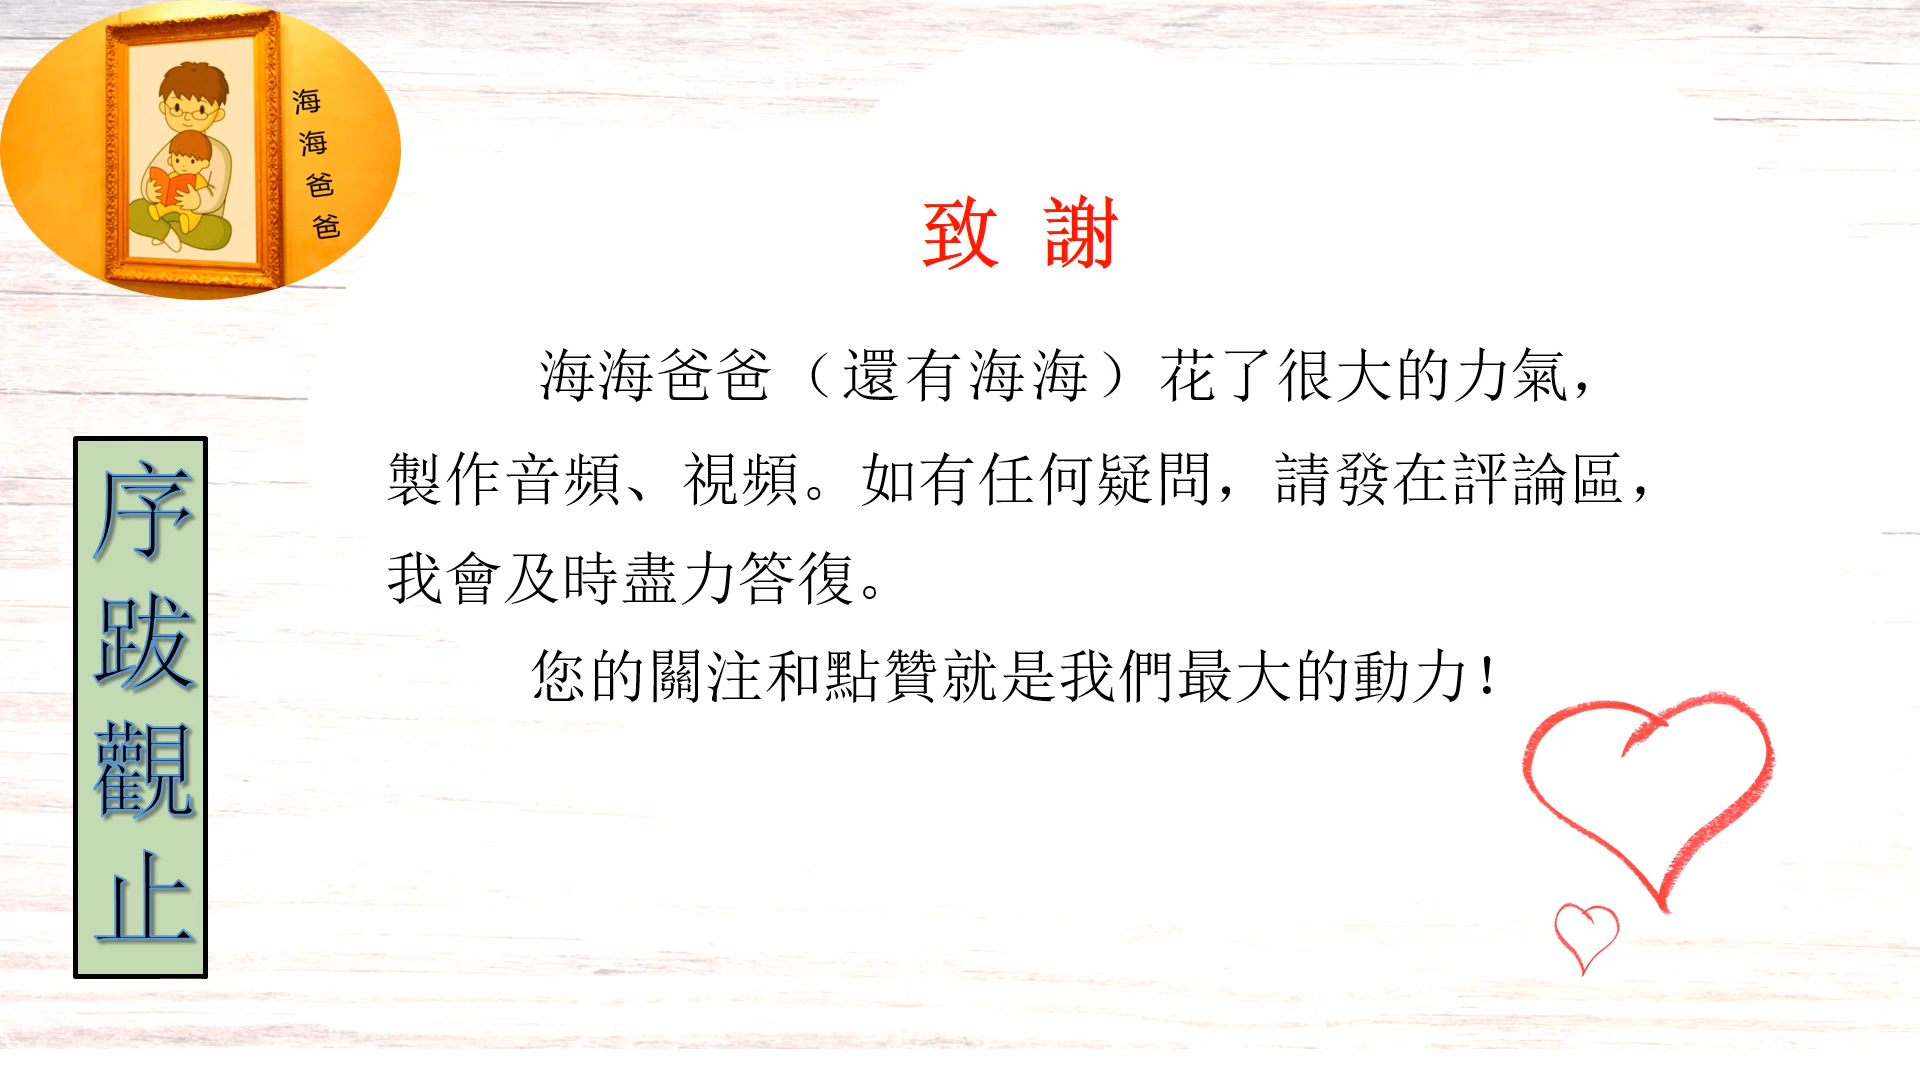 海海爸爸
致 謝
海海爸爸（還有海海）花了很大的力氣，
製作音頻、視頻。如有任何疑問，請發在評論區，
我會及時盡力答復。
您的關注和點贊就是我們最大的動力！
序跋觀止